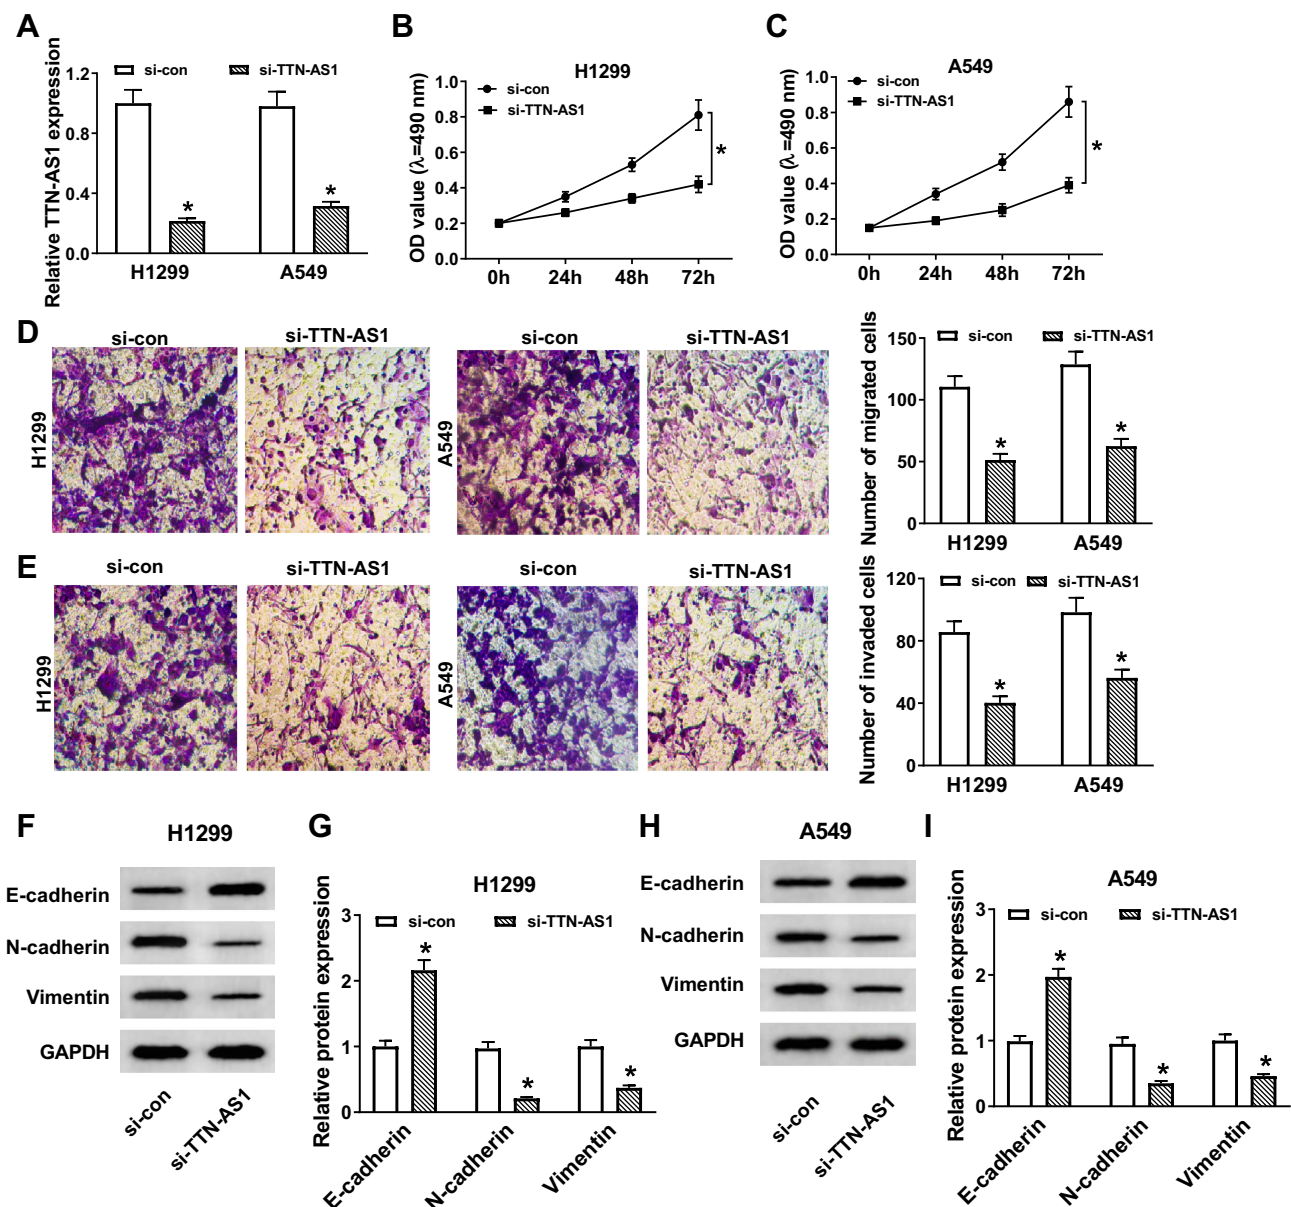 A
Relative TTN-AS1 expression
si-con
si-TTN-AS1
1.2
0.8
0.4
0.0
*
*
H1299
A549
B
H1299
OD value (λ=490 nm)
si-con
si-TTN-AS1
1.0
0.8
0.6
0.4
0.2
0.0
*
0h
24h
48h
72h
C
A549
OD value (λ=490 nm)
si-con
si-TTN-AS1
1.0
0.8
0.6
0.4
0.2
0.0
*
0h
24h
48h
72h
D
si-con
si-TTN-AS1
si-con
si-TTN-AS1
H1299
A549
Number of migrated cells
si-con
si-TTN-AS1
150
100
50
0
*
*
H1299
A549
E
si-con
si-TTN-AS1
si-con
si-TTN-AS1
H1299
A549
Number of invaded cells
si-con
si-TTN-AS1
120
80
40
0
*
*
H1299
A549
F
H1299
E-cadherin
N-cadherin
Vimentin
GAPDH
si-con
si-TTN-AS1
G
H1299
Relative protein expression
si-con
si-TTN-AS1
3
2
1
0
*
*
*
E-cadherin
N-cadherin
Vimentin
H
A549
E-cadherin
N-cadherin
Vimentin
GAPDH
si-con
si-TTN-AS1
I
A549
Relative protein expression
si-con
si-TTN-AS1
3
2
1
0
*
*
*
E-cadherin
N-cadherin
Vimentin